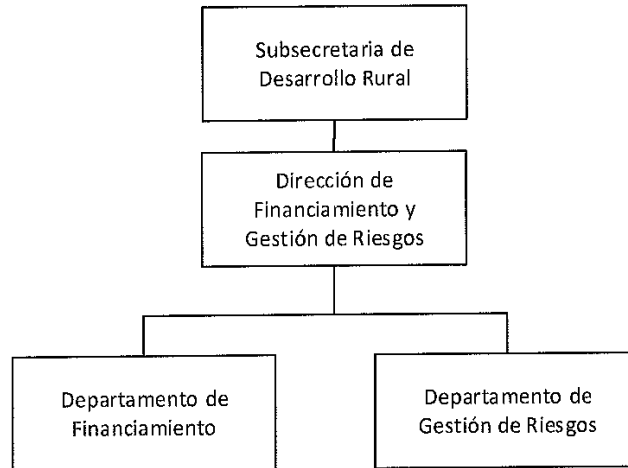 Subsecretaria de
Desarrollo Rural
Dirección de
Financiamiento y
Gestión de Riesgos
Departamento de
Financiamiento
Departamento de
Gestión de Riesgos